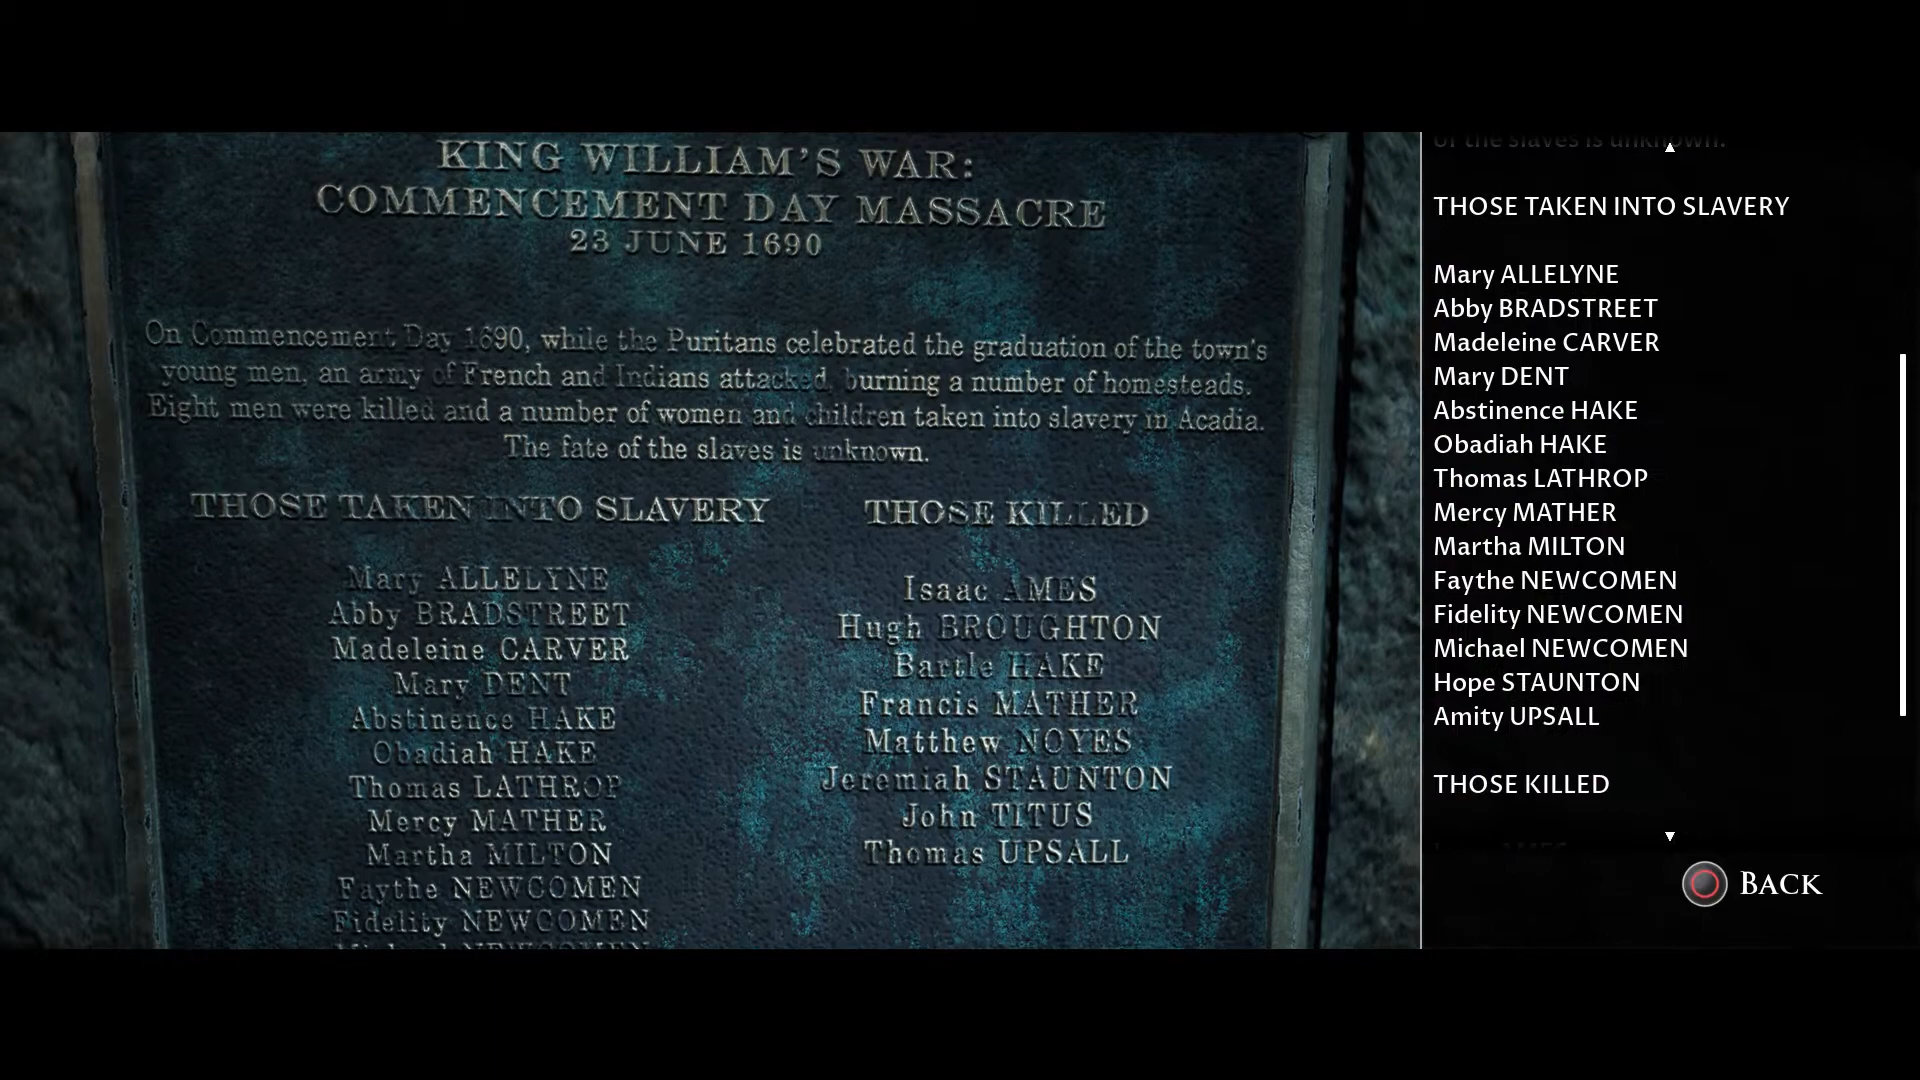 KING WILLIAM'S WAR:
COMMENCEMENT DAY MASSACRE
23 JUNE 1690
On Commencement Day 1690, while the Puritans celebrated the graduation of the town's
young men, an army of French and Indians attacked, burning a number of homesteads.
Eight men were killed and a number of women and children taken into slavery in Acadia.
The fate of the slaves is unknown.
THOSE TAKEN INTO SLAVERY
Mary ALLELYNE
Abby BRADSTREET
Madeleine CARVER
Mary DENT
Abstinence HAKE
Obadiah HAKE
Thomas LATHROP
Mercy MATHER
Martha MILTON
Faythe NEWCOMEN
Fidelity NEWCOMEN
Michael NEWCOMEN
THOSE KILLED
Isaac AMES
Hugh BROUGHTON
Bartle HAKE
Francis MATHER
Matthew NOYES
Jeremiah STAUNTON
John TITUS
Thomas UPSALL
of the slaves is unknown.
THOSE TAKEN INTO SLAVERY
Mary ALLELYNE
Abby BRADSTREET
Madeleine CARVER
Mary DENT
Abstinence HAKE
Obadiah HAKE
Thomas LATHROP
Mercy MATHER
Martha MILTON
Faythe NEWCOMEN
Fidelity NEWCOMEN
Michael NEWCOMEN
Hope STAUNTON
Amity UPSALL
THOSE KILLED
BACK